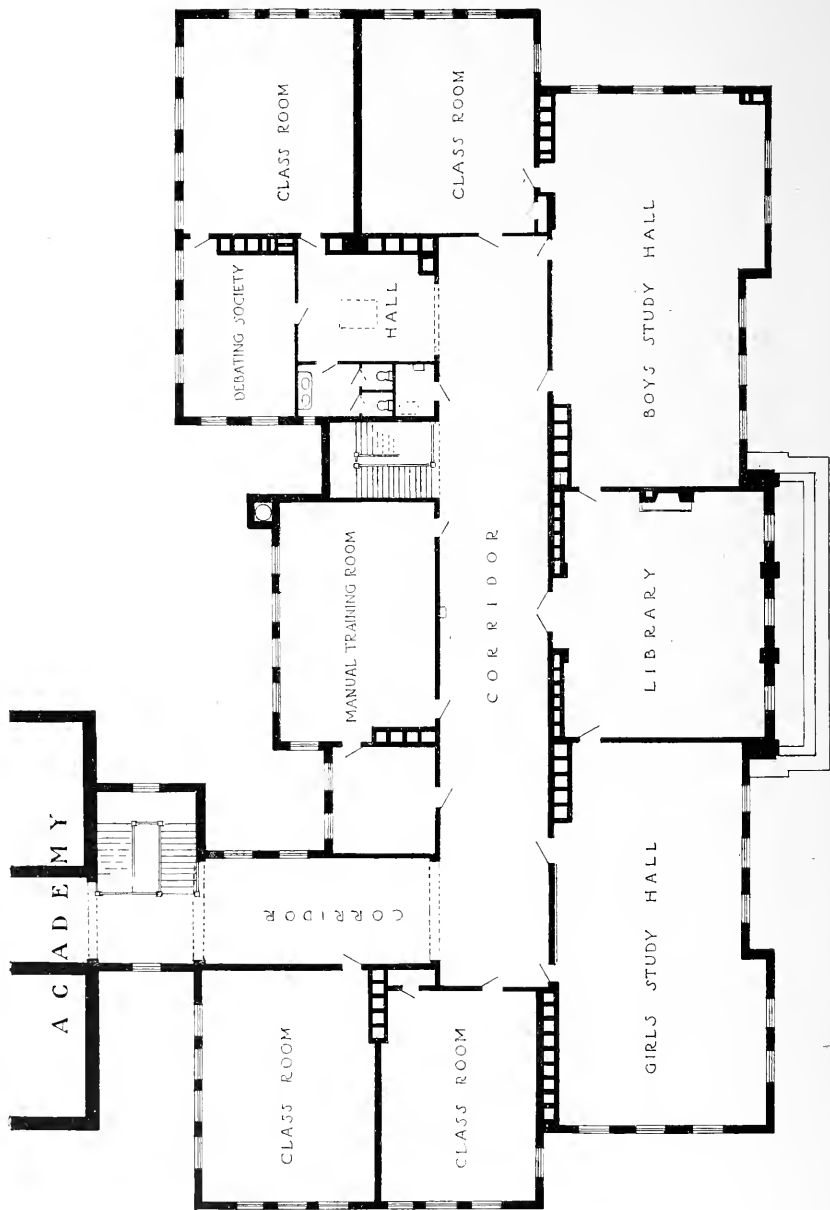 ACADEMY
CLASS ROOM
CLASS ROOM
CORRIDOR
MANUAL TRAINING ROOM
DEBATING SOCIETY
HALL
CLASS ROOM
CLASS ROOM
CORRIDOR
GIRLS STUDY HALL
LIBRARY
BOYS STUDY HALL